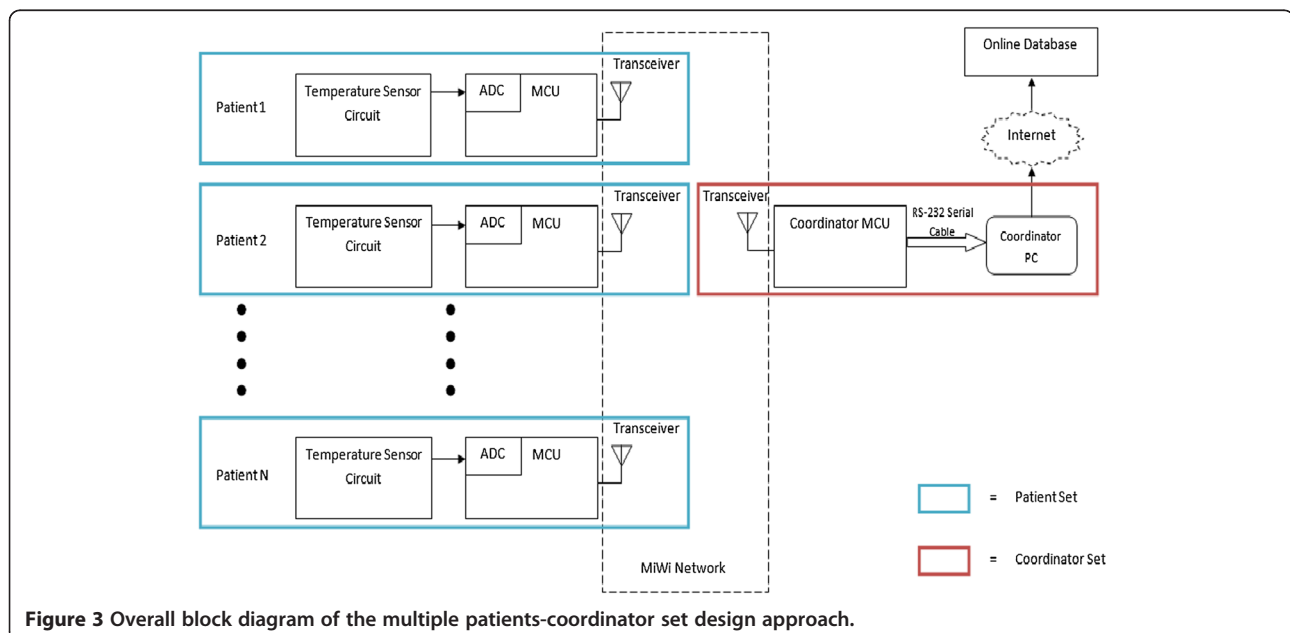 Patient 1
Temperature Sensor
Circuit
ADC
MCU
Transceiver
Online Database
Internet
Patient 2
Temperature Sensor
Circuit
ADC
MCU
Transceiver
Transceiver
Coordinator MCU
RS-232 Serial
Cable
Coordinator
PC
Patient N
Temperature Sensor
Circuit
ADC
MCU
Transceiver
MiWi Network
= Patient Set
= Coordinator Set
Figure 3 Overall block diagram of the multiple patients-coordinator set design approach.